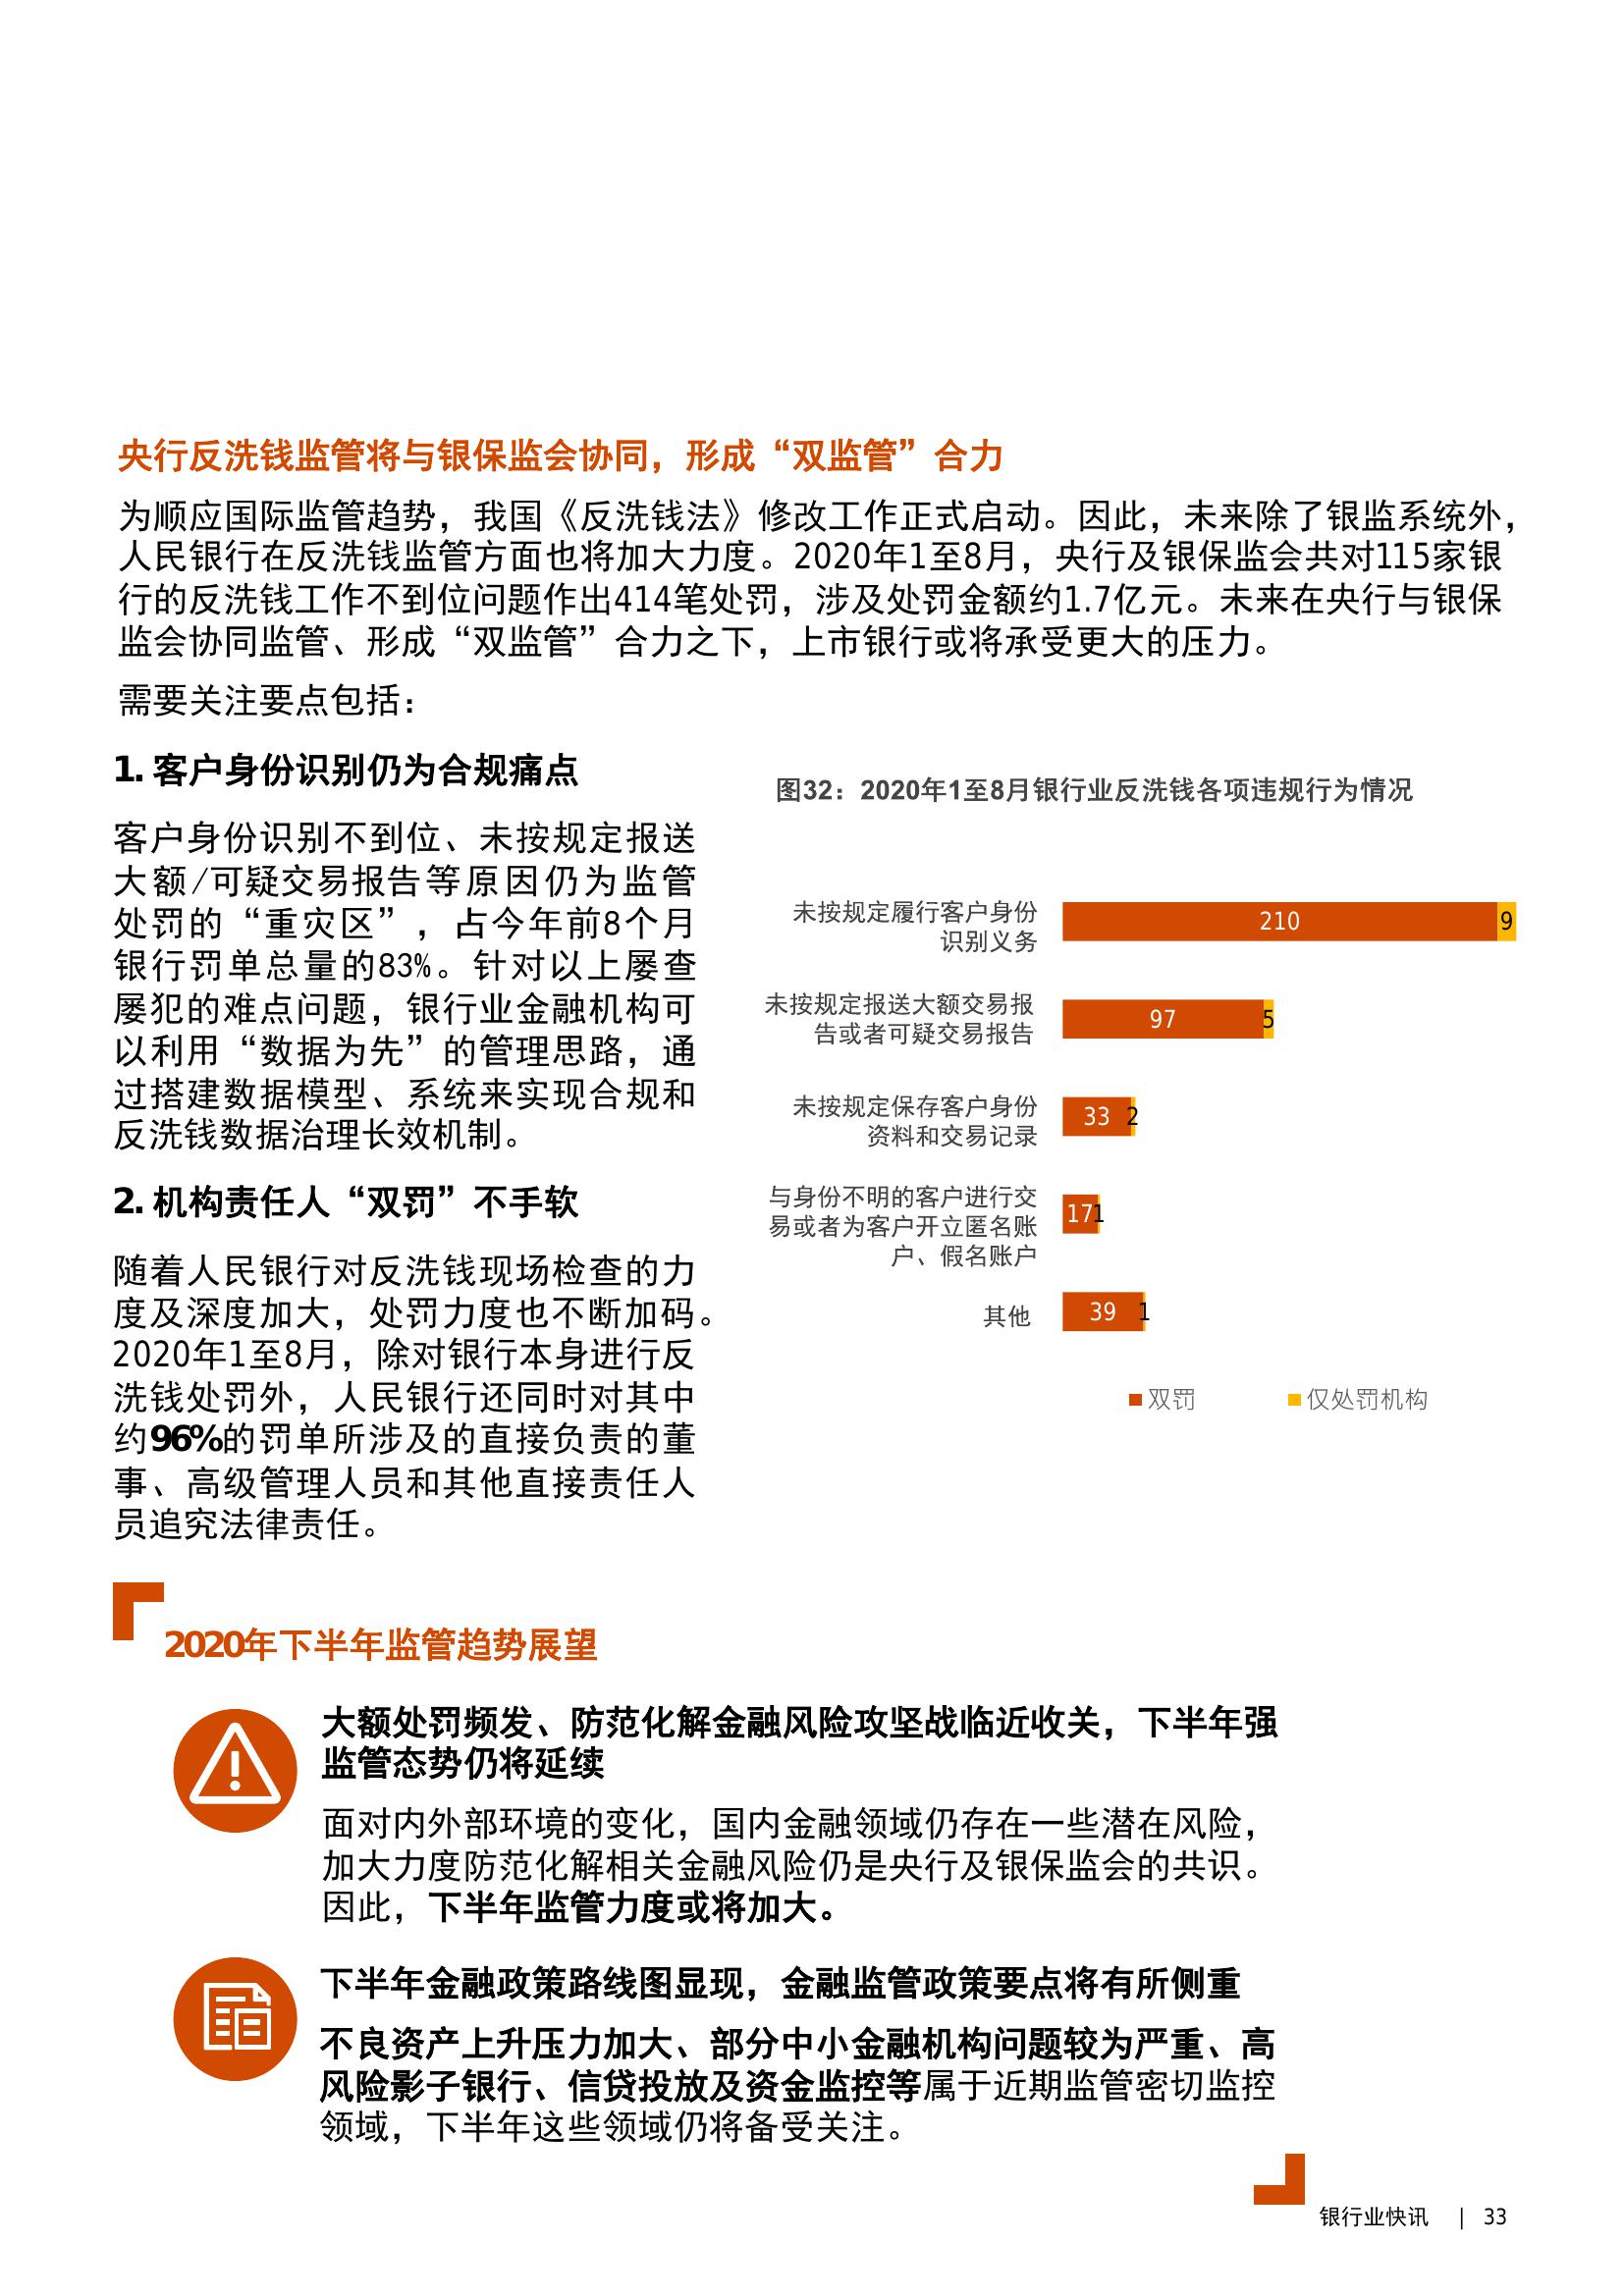 央行反洗钱监管将与银保监会协同，形成“双监管”合力
为顺应国际监管趋势，我国《反洗钱法》修改工作正式启动。因此，未来除了银监系统外，
人民银行在反洗钱监管方面也将加大力度。2020年1至8月，央行及银保监会共对115家银
行的反洗钱工作不到位问题作出414笔处罚，涉及处罚金额约1.7亿元。未来在央行与银保
监会协同监管、形成“双监管”合力之下，上市银行或将承受更大的压力。
需要关注要点包括：
1. 客户身份识别仍为合规痛点
客户身份识别不到位、未按规定报送
大额/可疑交易报告等原因仍为监管
处罚的“重灾区”，占今年前8个月
银行罚单总量的83%。针对以上屡查
屡犯的难点问题，银行业金融机构可
以利用“数据为先”的管理思路，通
过搭建数据模型、系统来实现合规和
反洗钱数据治理长效机制。
2. 机构责任人“双罚”不手软
随着人民银行对反洗钱现场检查的力
度及深度加大，处罚力度也不断加码。
2020年1至8月，除对银行本身进行反
洗钱处罚外，人民银行还同时对其中
约96%的罚单所涉及的直接负责的董
事、高级管理人员和其他直接责任人
员追究法律责任。
图32：2020年1至8月银行业反洗钱各项违规行为情况
未按规定履行客户身份
识别义务
210 9
未按规定报送大额交易报
告或者可疑交易报告
97 5
未按规定保存客户身份
资料和交易记录
33 2
与身份不明的客户进行交
易或者为客户开立匿名账
户、假名账户
17 1
其他
39 1
双罚 仅处罚机构
2020年下半年监管趋势展望
大额处罚频发、防范化解金融风险攻坚战临近收关，下半年强
监管态势仍将延续
面对内外部环境的变化，国内金融领域仍存在一些潜在风险，
加大力度防范化解相关金融风险仍是央行及银保监会的共识。
因此，下半年监管力度或将加大。
下半年金融政策路线图显现，金融监管政策要点将有所侧重
不良资产上升压力加大、部分中小金融机构问题较为严重、高
风险影子银行、信贷投放及资金监控等属于近期监管密切监控
领域，下半年这些领域仍将备受关注。
银行业快讯 | 33